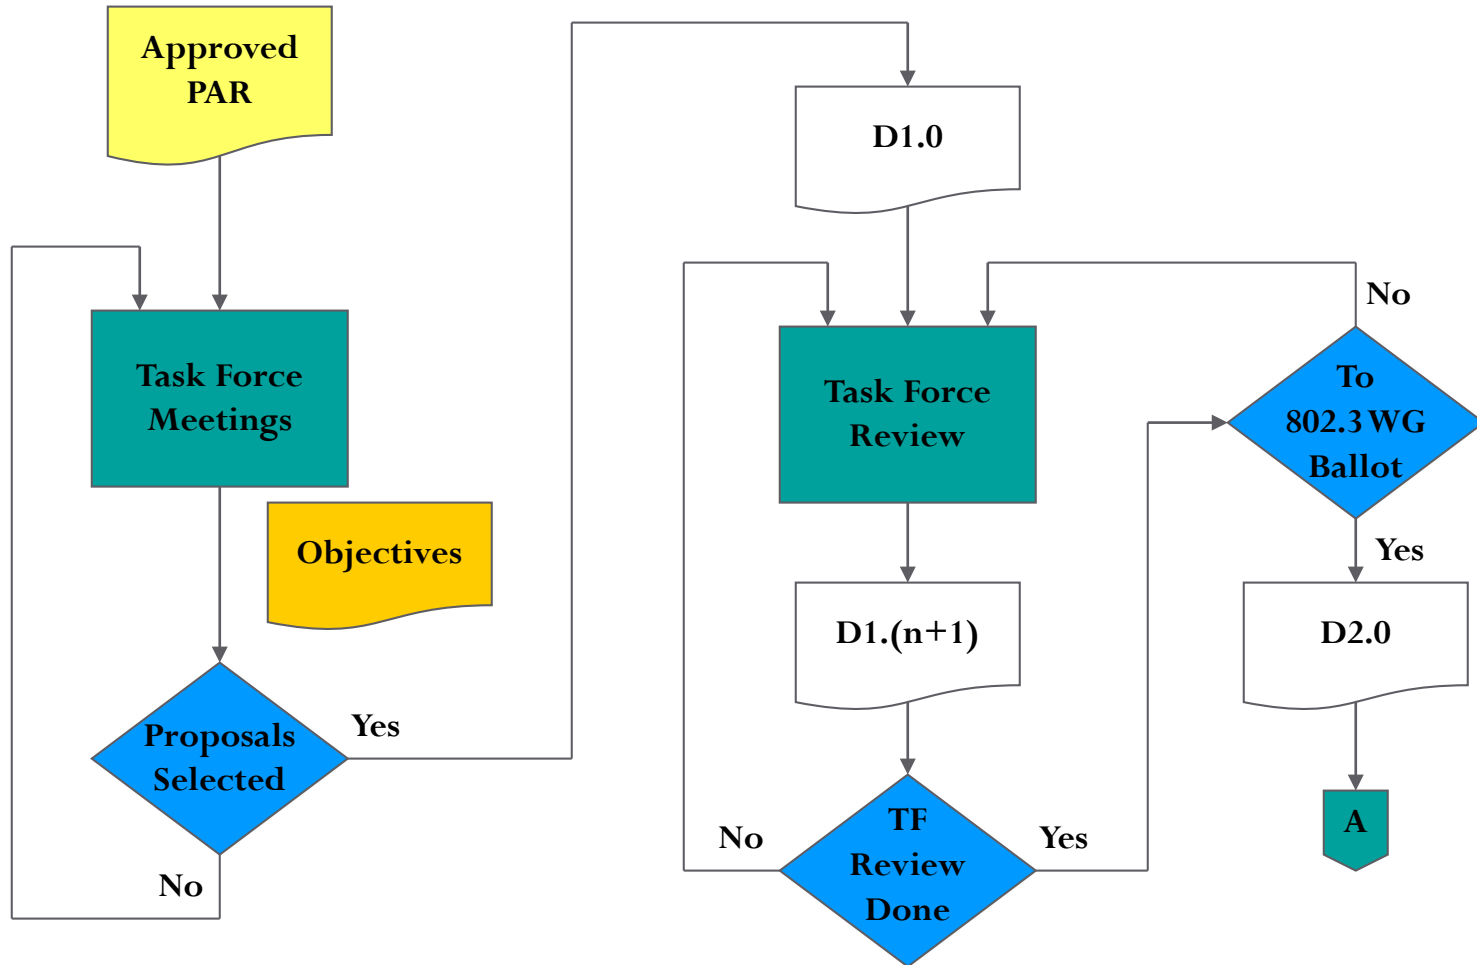 Approved
PAR
Task Force
Meetings
Objectives
Proposals
Selected
Yes
No
D1.0
Task Force
Review
D1.(n+1)
TF
Review
Done
No
Yes
To
802.3 WG
Ballot
No
Yes
D2.0
A